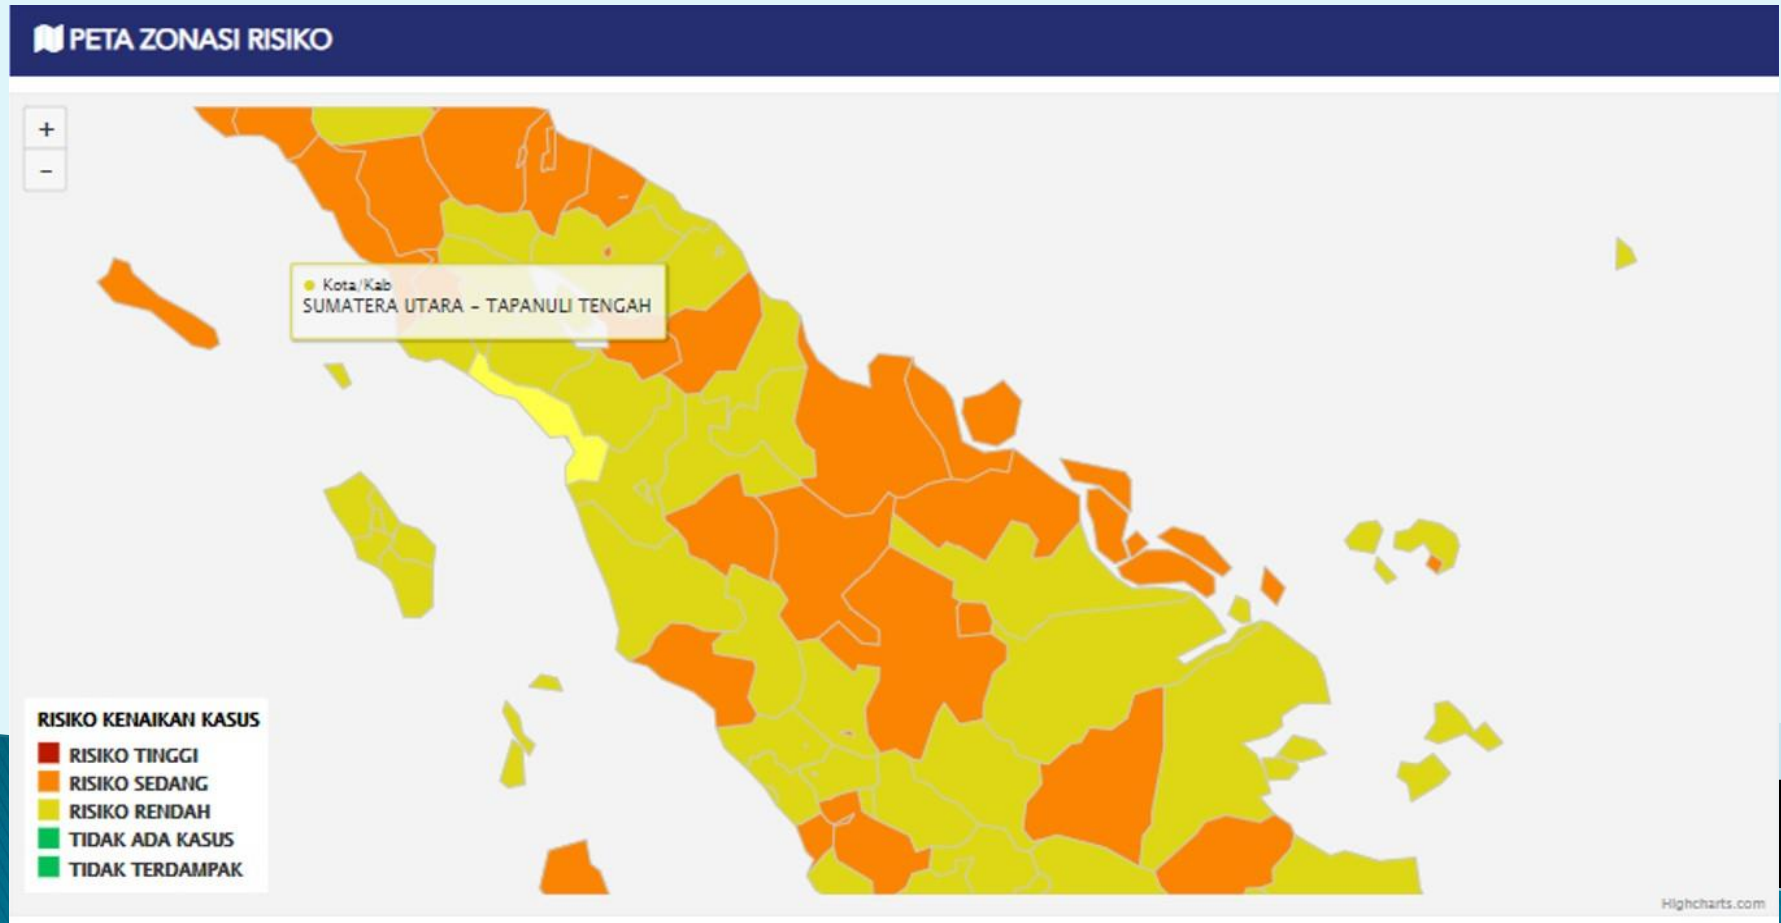 PETA ZONASI RISIKO
+
-
Kota/Kab
SUMATERA UTARA – TAPANULI TENGAH
RISIKO KENAIKAN KASUS
RISIKO TINGGI
RISIKO SEDANG
RISIKO RENDAH
TIDAK ADA KASUS
TIDAK TERDAMPAK
Highcharts.com